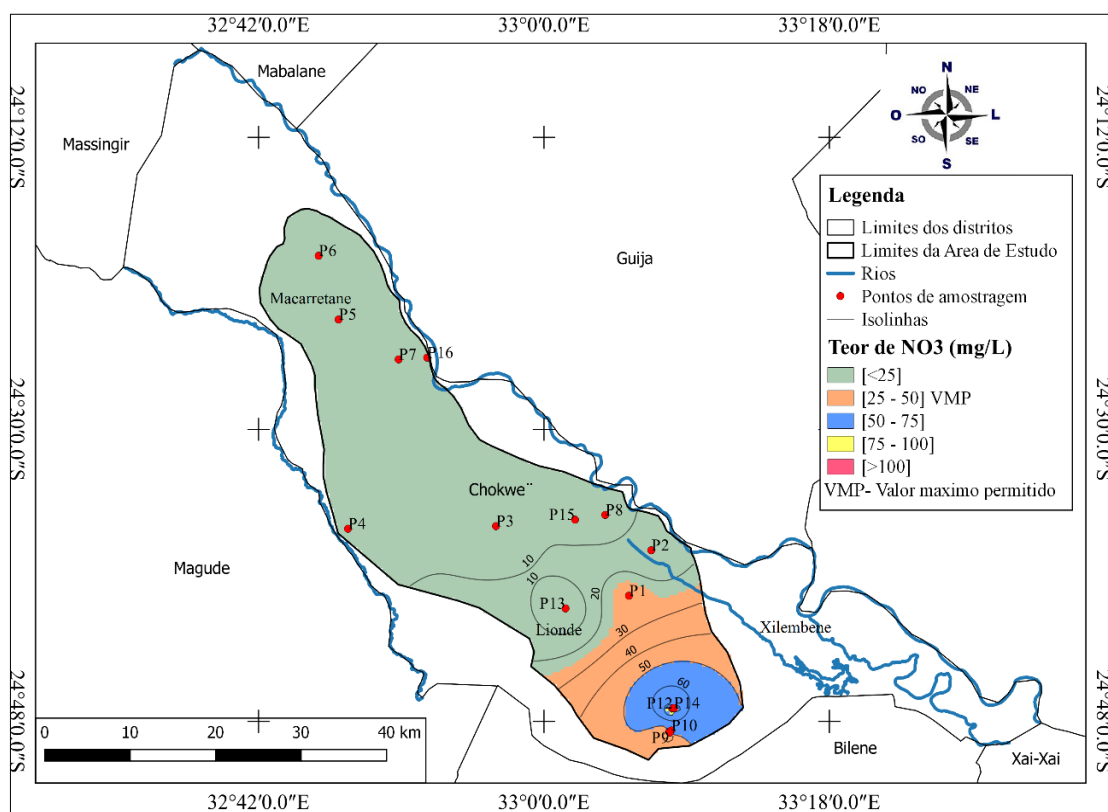 32°42'0.0"E 33°00'0.0"E 33°18'0.0"E
24°12'0.0"S
24°30'0.0"S
24°48'0.0"S
24°12'0.0"S
24°30'0.0"S
24°48'0.0"S
Mabalane
Massingir
N
NO NE
O L
SO SE
S
Guija
Legenda
Limites dos distritos
Limites da Area de Estudo
Rios
Pontos de amostragem
Isolinhas
Teor de NO3 (mg/L)
[<25]
[25 - 50] VMP
[50 - 75]
[75 - 100]
[>100]
VMP- Valor maximo permitido
P6
Macarretane
P5
P7 P16
Chokwe¨
P3 P15 P8
P4
P2
10
10
20
P1
P13
Lionde
Magude
Xilembene
30
40
50
60
P12 P14
P10
P9
Bilene
Xai-Xai
0 10 20 30 40 km
32°42'0.0"E 33°00'0.0"E 33°18'0.0"E